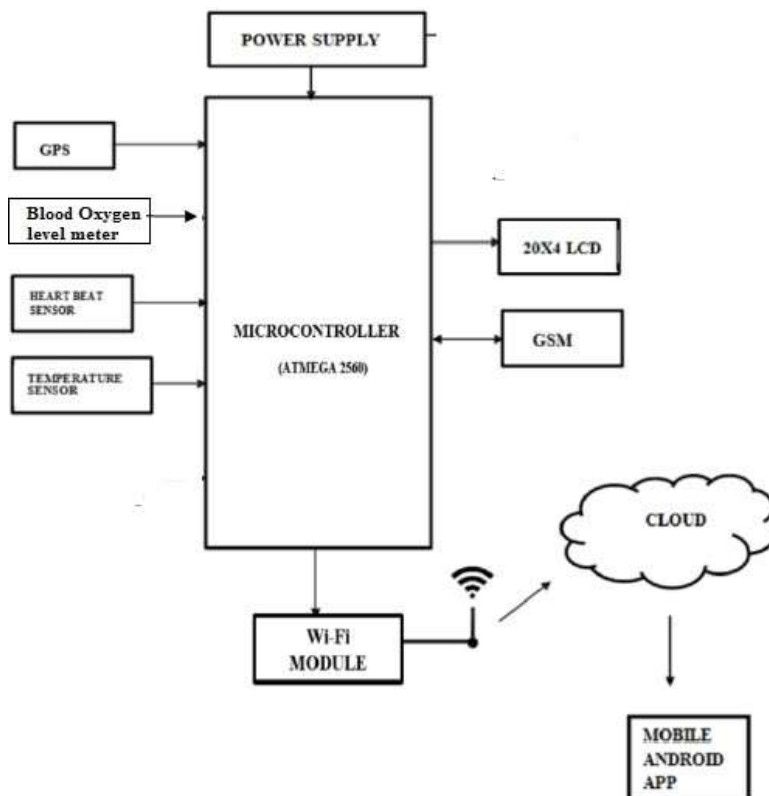 POWER SUPPLY
GPS
Blood Oxygen
level meter
HEART BEAT
SENSOR
TEMPERATURE
SENSOR
MICROCONTROLLER
(ATMEGA 2560)
20X4 LCD
GSM
CLOUD
Wi-Fi
MODULE
MOBILE
ANDROID
APP